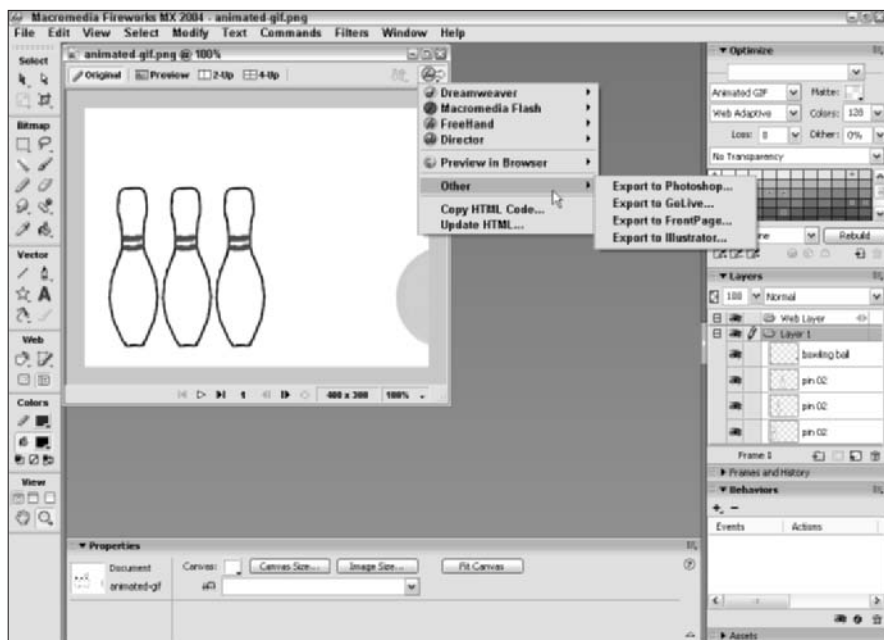 Macromedia Fireworks MX 2004 - animated-gif.png
File Edit View Select Modify Text Commands Filters Window Help
Select
Bitmap
Vector
Web
Colors
View
animated-gif.png @ 100%
Original Preview 2-Up 4-Up
Dreamweaver
Macromedia Flash
FreeHand
Director
Preview in Browser
Other
Copy HTML Code...
Update HTML...
Export to Photoshop...
Export to GoLive...
Export to FrontPage...
Export to Illustrator...
1 400 x 300 100%
Optimize
Animated GIF Matte:
Web Adaptive Colors: 128
Loss: 0 Dither: 0%
No Transparency
Rebuild
Layers
100 Normal
Web Layer
Layer 1
bowling ball
pin 02
pin 02
pin 02
Frame 1
Frames and History
Behaviors
Events Actions
Assets
Properties
Document Canvas: Canvas Size... Image Size... Fit Canvas
animated-gif